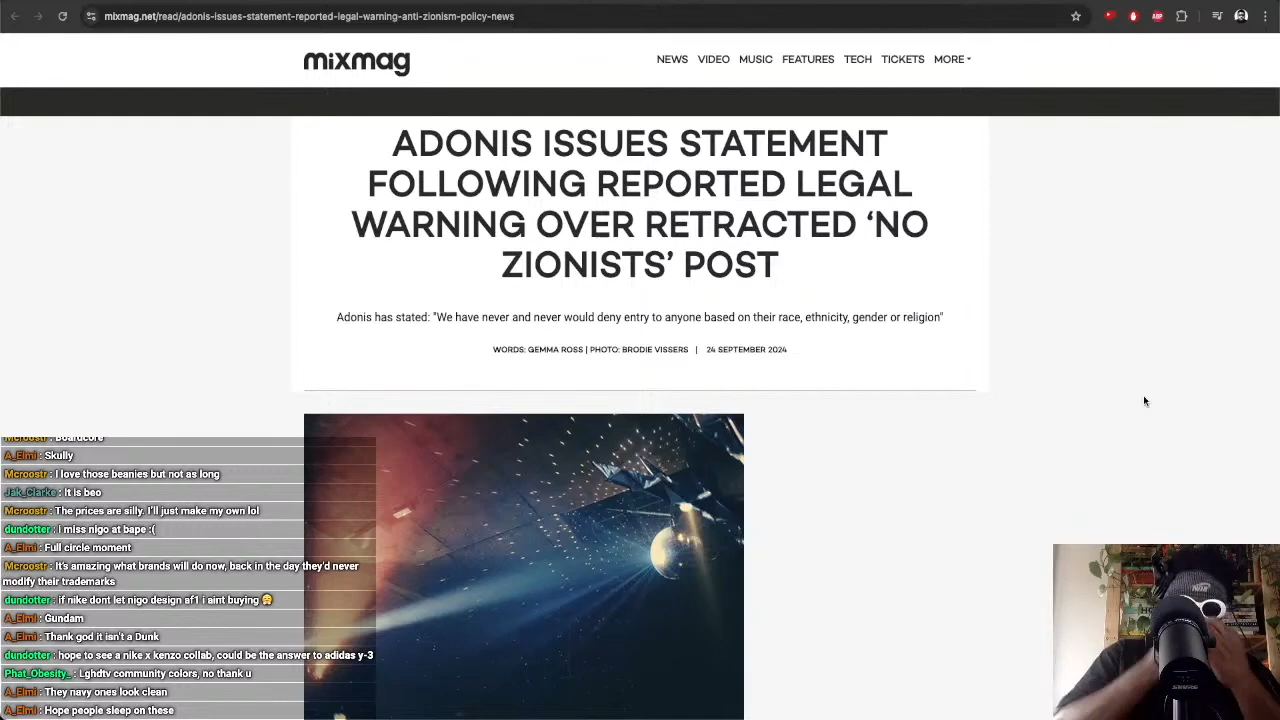 mixmag.net/read/adonis-issues-statement-reported-legal-warning-anti-zionism-policy-news
ABP
mixmag
NEWS VIDEO MUSIC FEATURES TECH TICKETS MORE
ADONIS ISSUES STATEMENT
FOLLOWING REPORTED LEGAL
WARNING OVER RETRACTED ‘NO
ZIONISTS’ POST
Adonis has stated: "We have never and never would deny entry to anyone based on their race, ethnicity, gender or religion"
WORDS: GEMMA ROSS | PHOTO: BRODIE VISSERS | 24 SEPTEMBER 2024
Mcroostr : Boardcore
A_Elmi : Skully
Mcroostr : I love those beanies but not as long
Jak_Clarke : It is beo
Mcroostr : The prices are silly. I'll just make my own lol
dundotter : i miss nigo at bape :(
A_Elmi : Full circle moment
Mcroostr : It's amazing what brands will do now, back in the day they'd never
modify their trademarks
dundotter : if nike dont let nigo design af1 i aint buying 😤
A_Elmi : Gundam
A_Elmi : Thank god it isn't a Dunk
dundotter : hope to see a nike x kenzo collab, could be the answer to adidas y-3
Phat_Obesity_ : Lghdtv community colors, no thank u
A_Elmi : They navy ones look clean
A_Elmi : Hope people sleep on these
SHURE